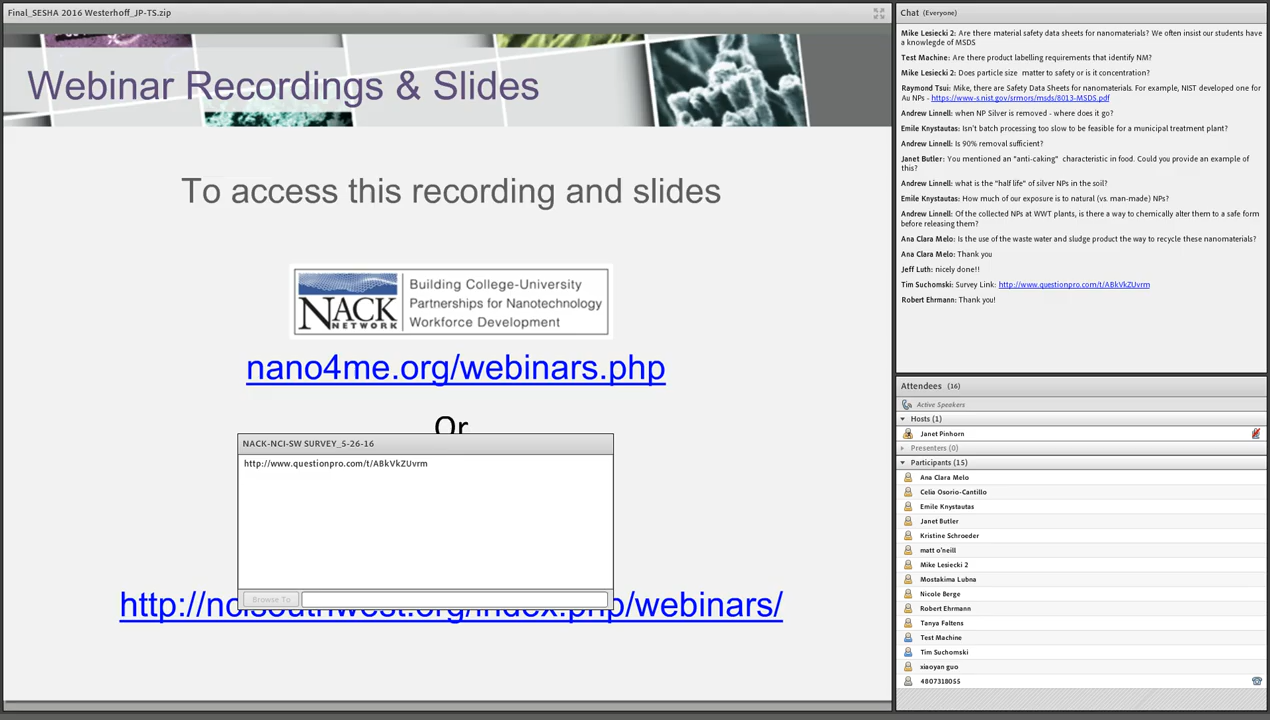 Final_SESHA 2016 Westerhoff_JP-TS.zip
Webinar Recordings & Slides
To access this recording and slides
NACK
NETWORK
Building College-University
Partnerships for Nanotechnology
Workforce Development
nano4me.org/webinars.php
Or
NACK-NCI-SW SURVEY_5-26-16
http://www.questionpro.com/t/ABkVkZUvrm
Browse To
http://ncisouthwest.org/index.php/webinars/
Chat (Everyone)
Mike Lesiecki 2: Are there material safety data sheets for nanomaterials? We often insist our students have
a knowlegde of MSDS
Test Machine: Are there product labelling requirements that identify NM?
Mike Lesiecki 2: Does particle size matter to safety or is it concentration?
Raymond Tsui: Mike, there are Safety Data Sheets for nanomaterials. For example, NIST developed one for
Au NPs - https://www-s.nist.gov/srmors/msds/8013-MSDS.pdf
Andrew Linnell: when NP Silver is removed - where does it go?
Emile Knystautas: Isn't batch processing too slow to be feasible for a municipal treatment plant?
Andrew Linnell: Is 90% removal sufficient?
Janet Butler: You mentioned an "anti-caking" characteristic in food. Could you provide an example of
this?
Andrew Linnell: what is the "half life" of silver NPs in the soil?
Emile Knystautas: How much of our exposure is to natural (vs. man-made) NPs?
Andrew Linnell: Of the collected NPs at WWT plants, is there a way to chemically alter them to a safe form
before releasing them?
Ana Clara Melo: Is the use of the waste water and sludge product the way to recycle these nanomaterials?
Ana Clara Melo: Thank you
Jeff Luth: nicely done!!
Tim Suchomski: Survey Link: http://www.questionpro.com/t/ABkVkZUvrm
Robert Ehrmann: Thank you!
Attendees (16)
Active Speakers
Hosts (1)
Janet Pinhorn
Presenters (0)
Participants (15)
Ana Clara Melo
Celia Osorio-Cantillo
Emile Knystautas
Janet Butler
Kristine Schroeder
matt o'neill
Mike Lesiecki 2
Mostakima Lubna
Nicole Berge
Robert Ehrmann
Tanya Faltens
Test Machine
Tim Suchomski
xiaoyan guo
4807318055